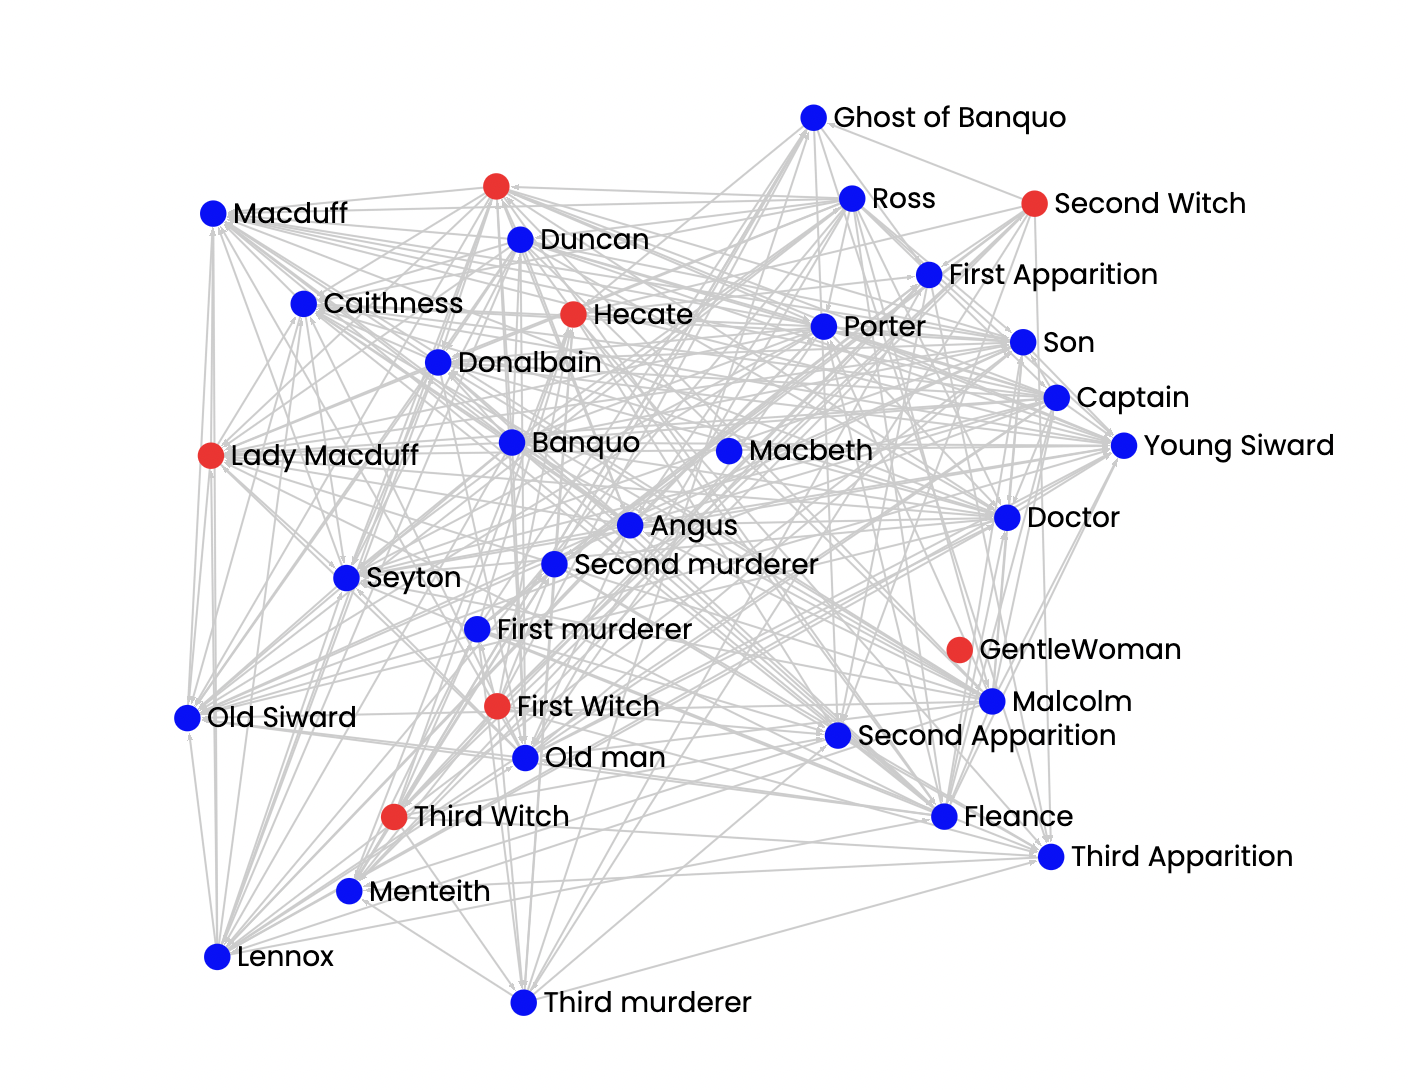 Ghost of Banquo
Ross
Second Witch
Macduff
Duncan
First Apparition
Caithness
Hecate
Porter
Son
Donalbain
Captain
Banquo
Macbeth
Young Siward
Lady Macduff
Angus
Doctor
Second murderer
Seyton
First murderer
GentleWoman
Malcolm
First Witch
Old Siward
Second Apparition
Old man
Third Witch
Fleance
Third Apparition
Menteith
Lennox
Third murderer